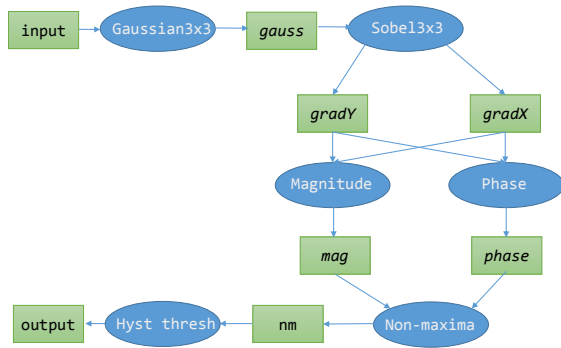 input
Gaussian3x3
gauss
Sobel3x3
gradY
gradX
Magnitude
Phase
mag
phase
output
Hyst thresh
nm
Non-maxima